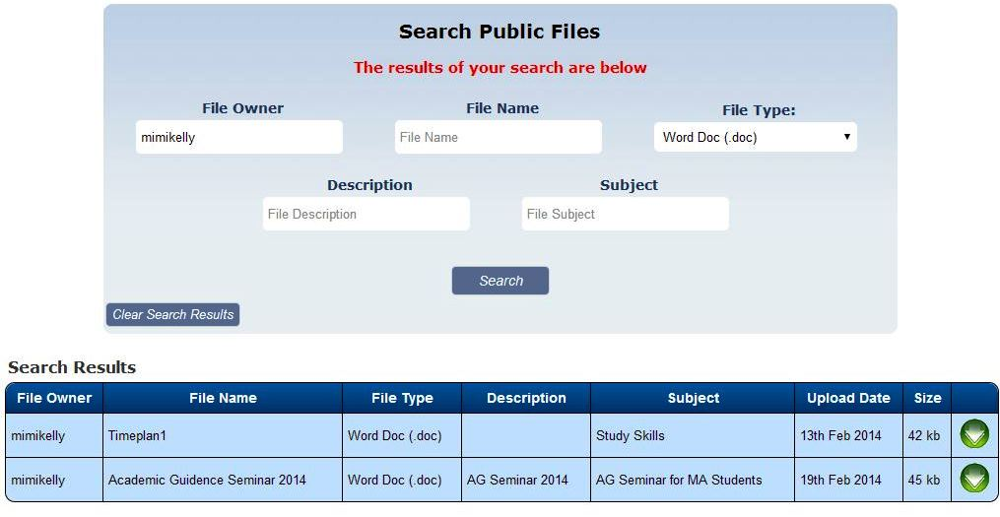 Search Public Files
The results of your search are below
File Owner File Name File Type:
mimikelly File Name Word Doc (.doc)
Description Subject
File Description File Subject
Search
Clear Search Results
Search Results
File Owner File Name File Type Description Subject Upload Date Size
mimikelly Timeplan1 Word Doc (.doc) Study Skills 13th Feb 2014 42 kb
mimikelly Academic Guidence Seminar 2014 Word Doc (.doc) AG Seminar 2014 AG Seminar for MA Students 19th Feb 2014 45 kb